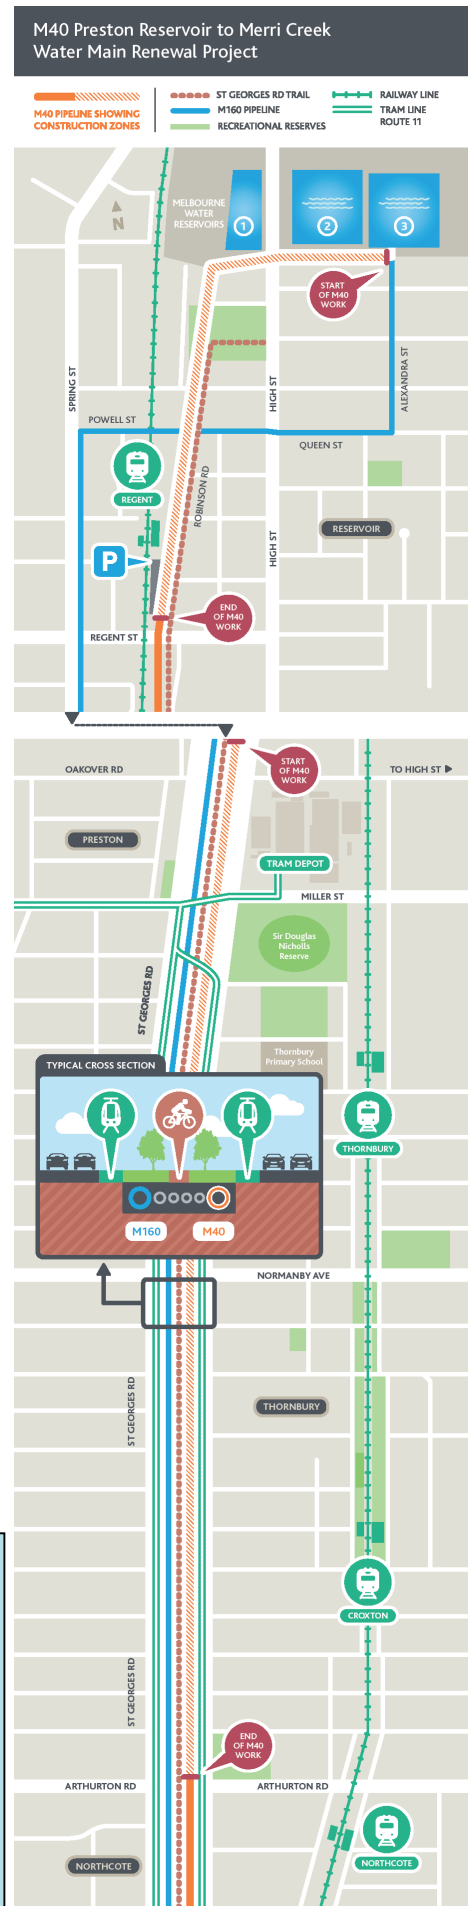 M40 Preston Reservoir to Merri Creek
Water Main Renewal Project
M40 PIPELINE SHOWING
CONSTRUCTION ZONES
ST GEORGES RD TRAIL
M160 PIPELINE
RECREATIONAL RESERVES
RAILWAY LINE
TRAM LINE
ROUTE 11
MELBOURNE
WATER
RESERVOIRS
1
2
3
N
START
OF M40
WORK
SPRING ST
HIGH ST
ALEXANDRA ST
POWELL ST
QUEEN ST
REGENT
ROBINSON RD
RESERVOIR
HIGH ST
P
END
OF M40
WORK
REGENT ST
OAKOVER RD
START
OF M40
WORK
TO HIGH ST
PRESTON
TRAM DEPOT
MILLER ST
Sir Douglas
Nicholls
Reserve
ST GEORGES RD
Thornbury
Primary School
TYPICAL CROSS SECTION
THORNBURY
M160
M40
NORMANBY AVE
ST GEORGES RD
THORNBURY
CROXTON
ST GEORGES RD
END
OF M40
WORK
ARTHURTON RD
ARTHURTON RD
NORTHCOTE
NORTHCOTE